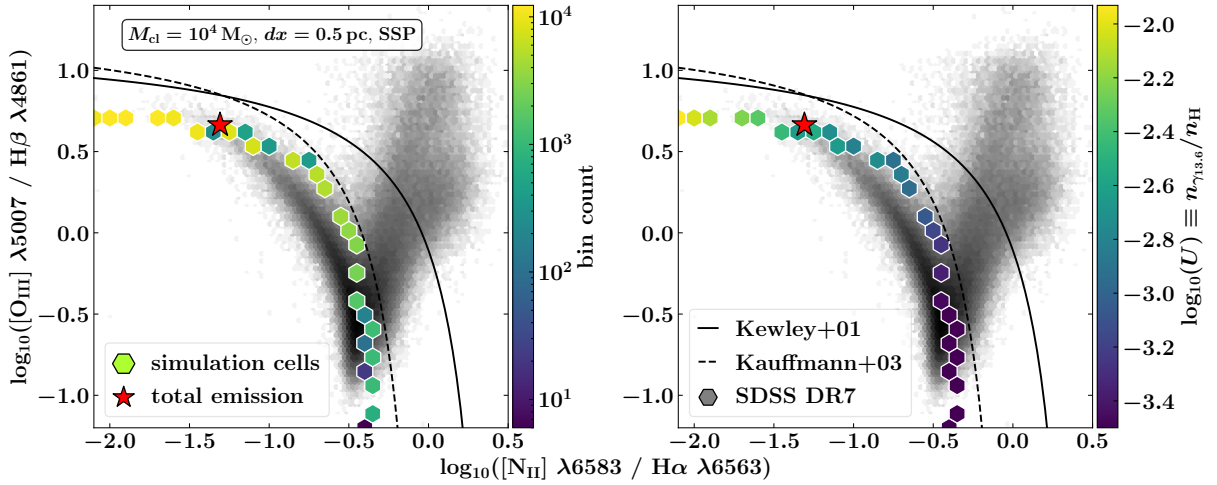 M_cl = 10^4 M_⊙, dx = 0.5 pc, SSP
log₁₀([O_III] λ5007 / Hβ λ4861)
1.0
0.5
0.0
−0.5
−1.0
−2.0 −1.5 −1.0 −0.5 0.0 0.5
simulation cells
total emission
10^4
10^3
10^2
10^1
bin count
−2.0 −1.5 −1.0 −0.5 0.0 0.5
1.0
0.5
0.0
−0.5
−1.0
Kewley+01
Kauffmann+03
SDSS DR7
−2.0
−2.2
−2.4
−2.6
−2.8
−3.0
−3.2
−3.4
log₁₀(U) ≡ n_γ13.6/n_H
log₁₀([N_II] λ6583 / Hα λ6563)